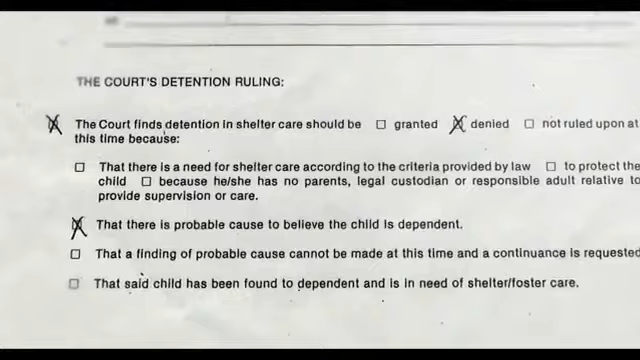 THE COURT'S DETENTION RULING:
The Court finds detention in shelter care should be □ granted ☒ denied □ not ruled upon at
this time because:
□ That there is a need for shelter care according to the criteria provided by law □ to protect the
child □ because he/she has no parents, legal custodian or responsible adult relative to
provide supervision or care.
☒ That there is probable cause to believe the child is dependent.
□ That a finding of probable cause cannot be made at this time and a continuance is requested
□ That said child has been found to dependent and is in need of shelter/foster care.